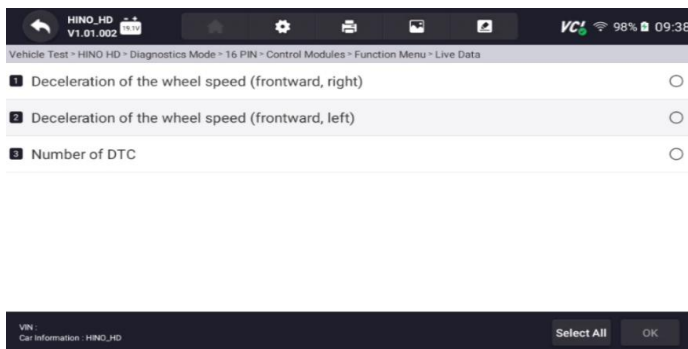 HINO_HD
V1.01.002
19.1V
VCI 98% 09:38
Vehicle Test > HINO HD > Diagnostics Mode > 16 PIN > Control Modules > Function Menu > Live Data
1 Deceleration of the wheel speed (frontward, right)
2 Deceleration of the wheel speed (frontward, left)
3 Number of DTC
VIN :
Car Information : HINO_HD
Select All
OK